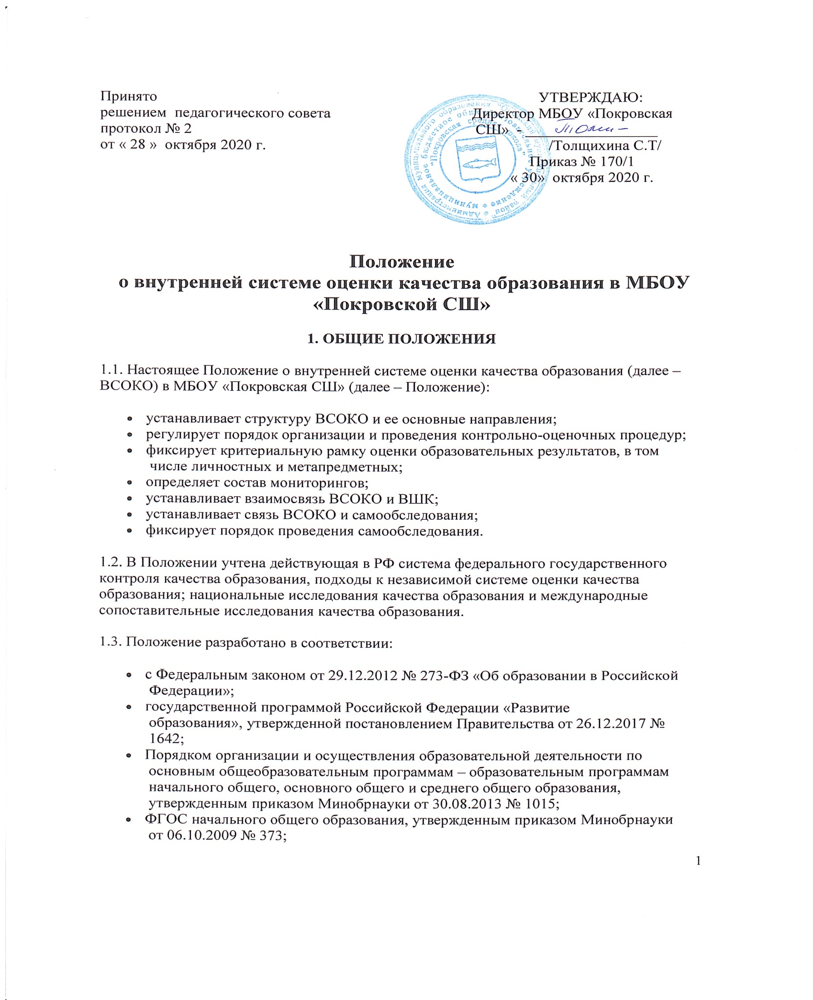 Принято
решением педагогического совета
протокол № 2
от « 28 » октября 2020 г.
УТВЕРЖДАЮ:
Директор МБОУ «Покровская
СШ» - 
/Толщихина С.Т/
Приказ № 170/1
« 30» октября 2020 г.
Положение
о внутренней системе оценки качества образования в МБОУ
«Покровской СШ»
1. ОБЩИЕ ПОЛОЖЕНИЯ
1.1. Настоящее Положение о внутренней системе оценки качества образования (далее –
ВСОКО) в МБОУ «Покровская СШ» (далее – Положение):
• устанавливает структуру ВСОКО и ее основные направления;
• регулирует порядок организации и проведения контрольно-оценочных процедур;
• фиксирует критериальную рамку оценки образовательных результатов, в том
числе личностных и метапредметных;
• определяет состав мониторингов;
• устанавливает взаимосвязь ВСОКО и ВШК;
• устанавливает связь ВСОКО и самообследования;
• фиксирует порядок проведения самообследования.
1.2. В Положении учтена действующая в РФ система федерального государственного
контроля качества образования, подходы к независимой системе оценки качества
образования; национальные исследования качества образования и международные
сопоставительные исследования качества образования.
1.3. Положение разработано в соответствии:
• с Федеральным законом от 29.12.2012 № 273-ФЗ «Об образовании в Российской
Федерации»;
• государственной программой Российской Федерации «Развитие
образования», утвержденной постановлением Правительства от 26.12.2017 №
1642;
• Порядком организации и осуществления образовательной деятельности по
основным общеобразовательным программам – образовательным программам
начального общего, основного общего и среднего общего образования,
утвержденным приказом Минобрнауки от 30.08.2013 № 1015;
• ФГОС начального общего образования, утвержденным приказом Минобрнауки
от 06.10.2009 № 373;
1